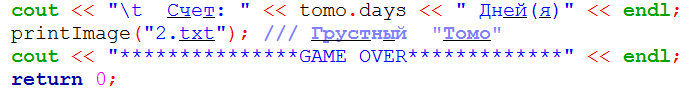 cout << "\t  Счет: " << tomo.days << " Дней(я)" << endl;
printImage("2.txt"); /// Грустный  "Томо"
cout << "***************GAME OVER*************" << endl;
return 0;